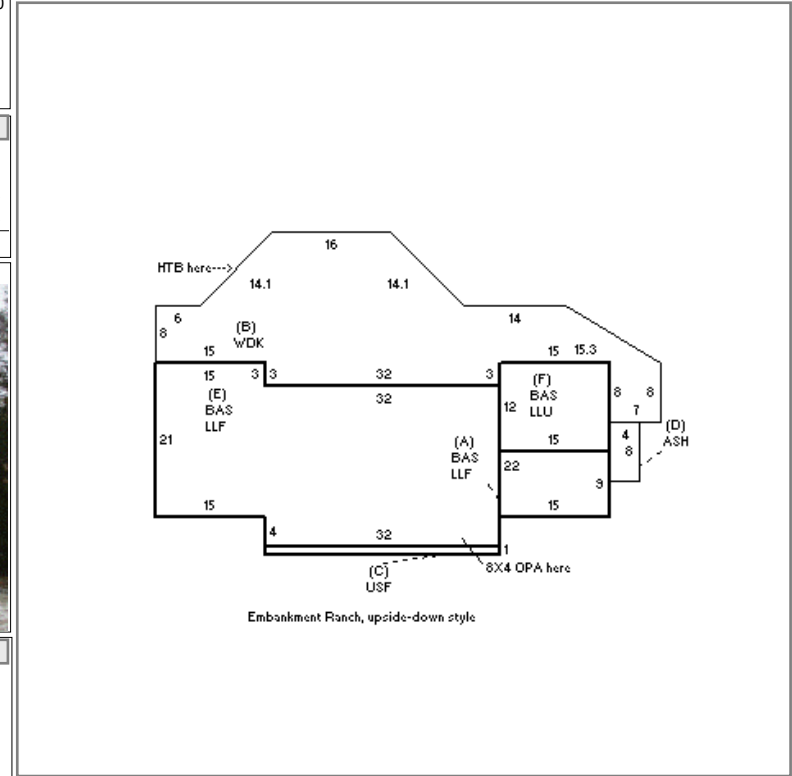 16
HTB here--->
14.1 14.1
6 14
8 (B)
WDK
15 15 15.3
15 3 3 32 3
32
(E)
BAS
LLF
(F)
BAS
LLU
12 8 8
7
21
(A)
BAS
LLF
15
4
8
(D)
ASH
22
9
15 15
4 32
1
8X4 OPA here
(C)
USF
Embankment Ranch, upside-down style